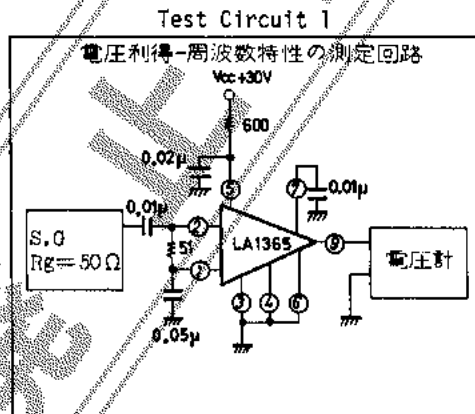 Test Circuit 1
電圧利得-周波数特性の測定回路
Vcc+30V
600
0.02μ
5
7
0.01μ
0.01μ
2
S.G
Rg=50Ω
51
LA1365
9
電圧計
1
3
4
6
0.05μ